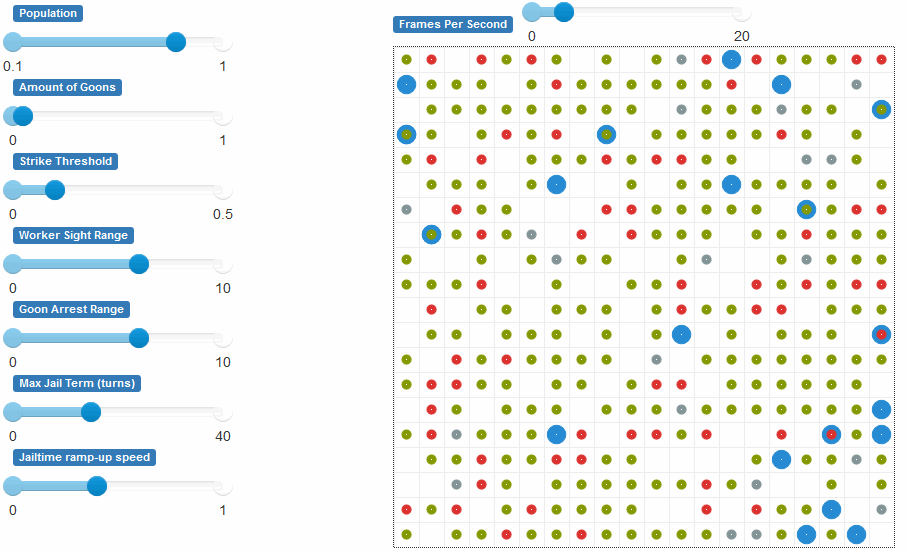 Population
0.1 1
Amount of Goons
0 1
Strike Threshold
0 0.5
Worker Sight Range
0 10
Goon Arrest Range
0 10
Max Jail Term (turns)
0 40
Jailtime ramp-up speed
0 1
Frames Per Second
0 20